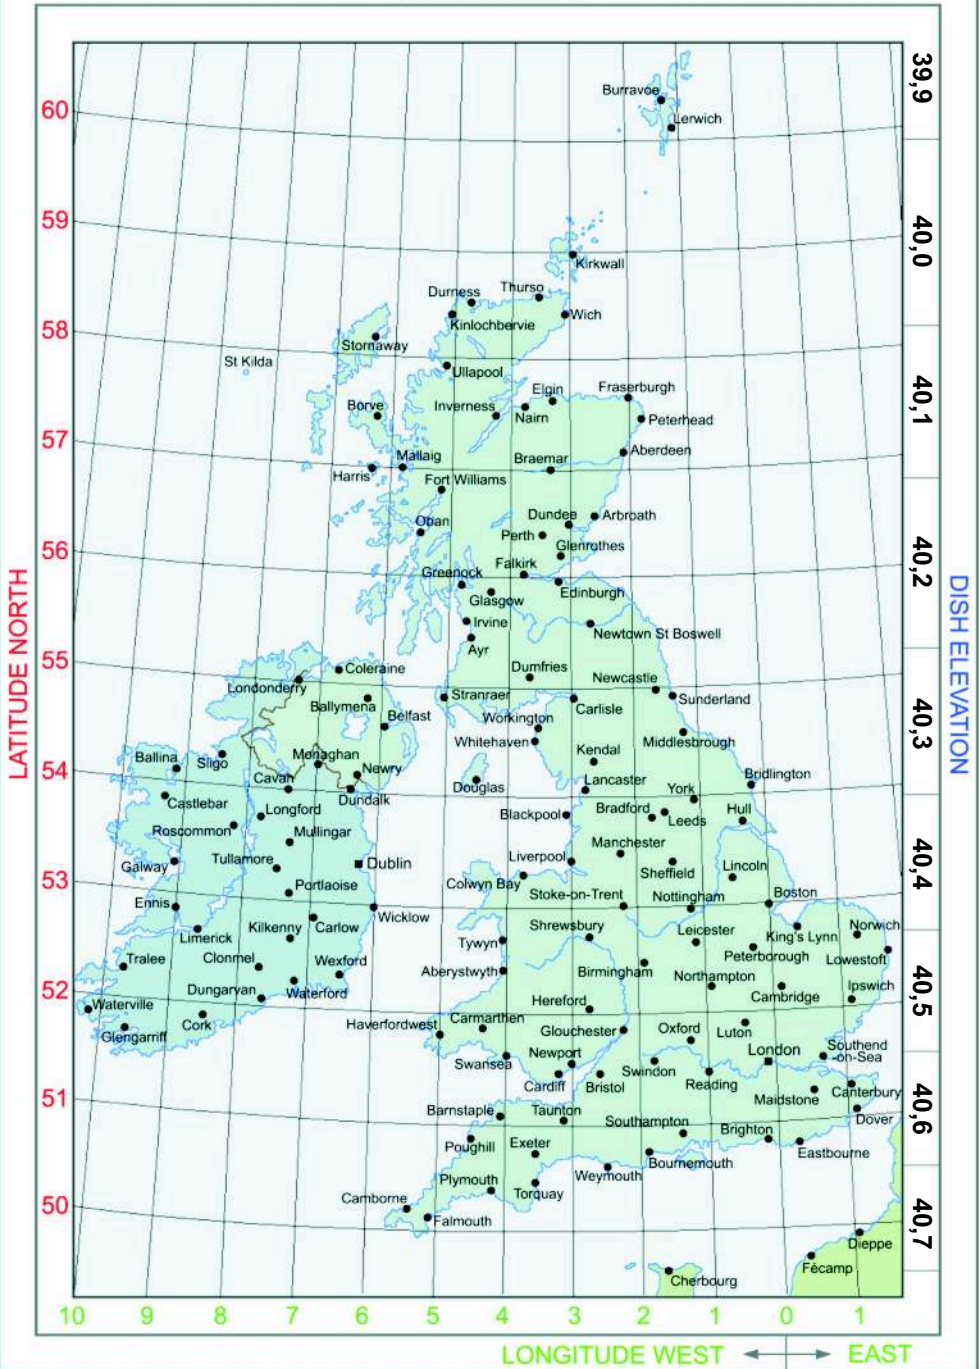 39,9
Burravoe
60
Lerwich
59
40,0
Kirkwall
Durness
Thurso
Kinlochbervie
Wich
58
Stornaway
St Kilda
Ullapool
Elgin
Fraserburgh
40,1
Borve
Inverness
Nairn
Peterhead
57
Mallaig
Braemar
Aberdeen
Harris
Fort Williams
Oban
Dundee
Arbroath
Perth
Glenrothes
56
Falkirk
40,2
Greenock
Glasgow
Edinburgh
Irvine
Newtown St Boswell
Ayr
LATITUDE NORTH
DISH ELEVATION
55
Coleraine
Dumfries
Londonderry
Newcastle
Ballymena
Stranraer
Sunderland
Belfast
Carlisle
Workington
40,3
Whitehaven
Middlesbrough
Ballina
Sligo
Monaghan
Kendal
54
Cavan
Newry
Douglas
Lancaster
Bridlington
Castlebar
Longford
Dundalk
York
Blackpool
Bradford
Leeds
Hull
Roscommon
Mullingar
Manchester
40,4
Galway
Tullamore
Dublin
Liverpool
Sheffield
Lincoln
53
Portlaoise
Colwyn Bay
Stoke-on-Trent
Nottingham
Boston
Ennis
Wicklow
Limerick
Kilkenny
Carlow
Shrewsbury
Leicester
King's Lynn
Norwich
Tywyn
Peterborough
Lowestoft
Tralee
Clonmel
Wexford
Aberystwyth
Birmingham
Northampton
52
Dungarvan
Waterford
Cambridge
Ipswich
40,5
Waterville
Hereford
Glengarriff
Cork
Haverfordwest
Carmarthen
Glouchester
Oxford
Luton
Southend
-on-Sea
Swansea
Newport
London
Cardiff
Bristol
Swindon
Reading
Maidstone
Canterbury
51
Barnstaple
Taunton
Southampton
Brighton
Dover
40,6
Poughill
Exeter
Eastbourne
Bournemouth
Plymouth
Torquay
Weymouth
50
Camborne
Falmouth
40,7
Dieppe
Fécamp
Cherbourg
10 9 8 7 6 5 4 3 2 1 0 1
LONGITUDE WEST EAST